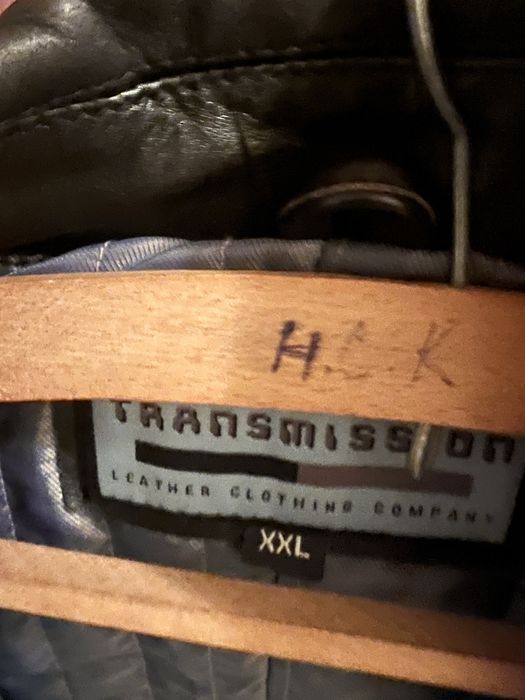 TRANSMISSION
LEATHER CLOTHING COMPANY
XXL